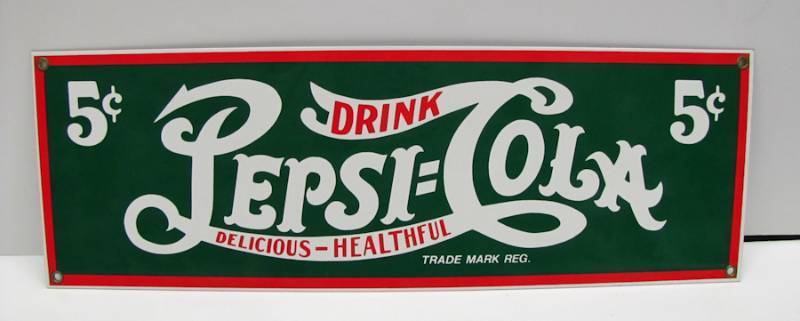 5¢ 5¢
DRINK
PEPSI=COLA
DELICIOUS-HEALTHFUL
TRADE MARK REG.